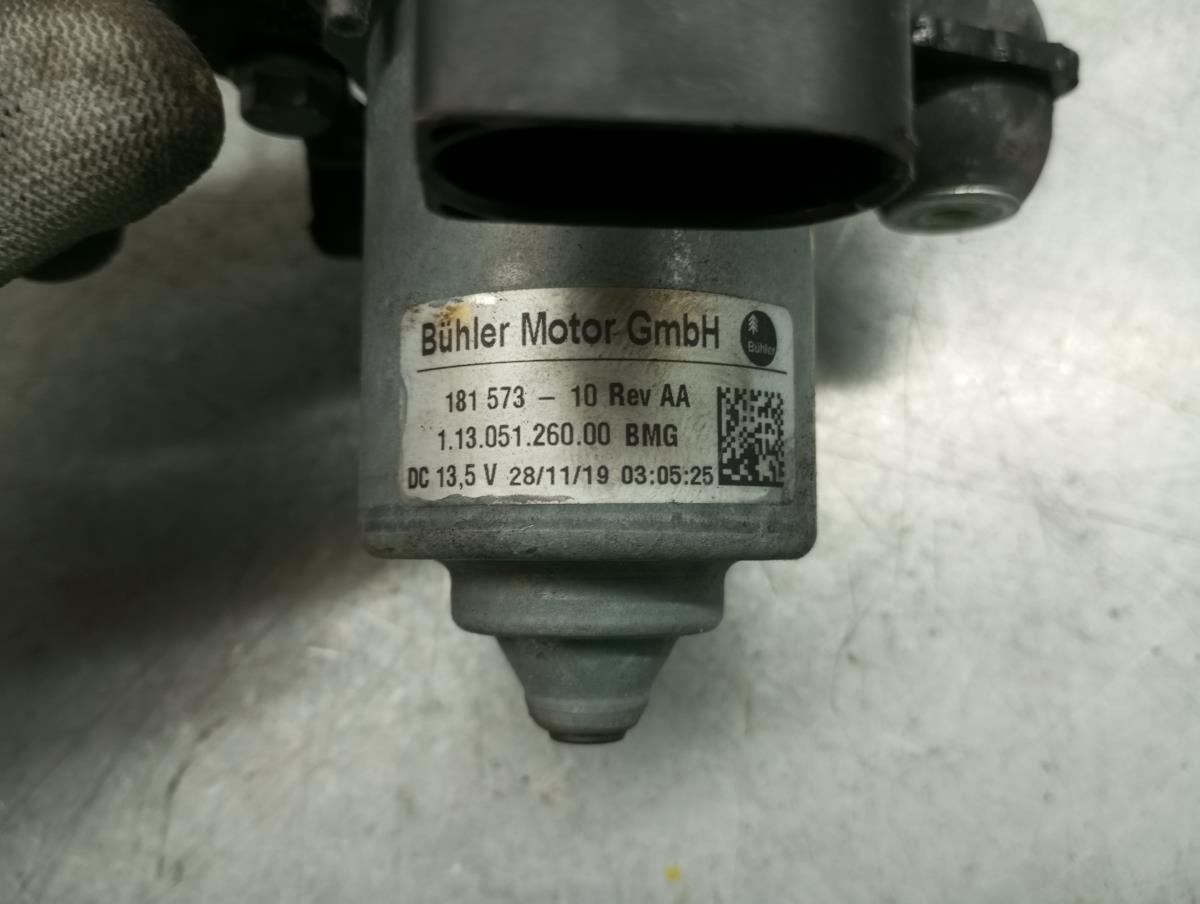 Bühler Motor GmbH
Bühler
181 573 – 10 Rev AA
1.13.051.260.00 BMG
DC 13,5 V 28/11/19 03:05:25